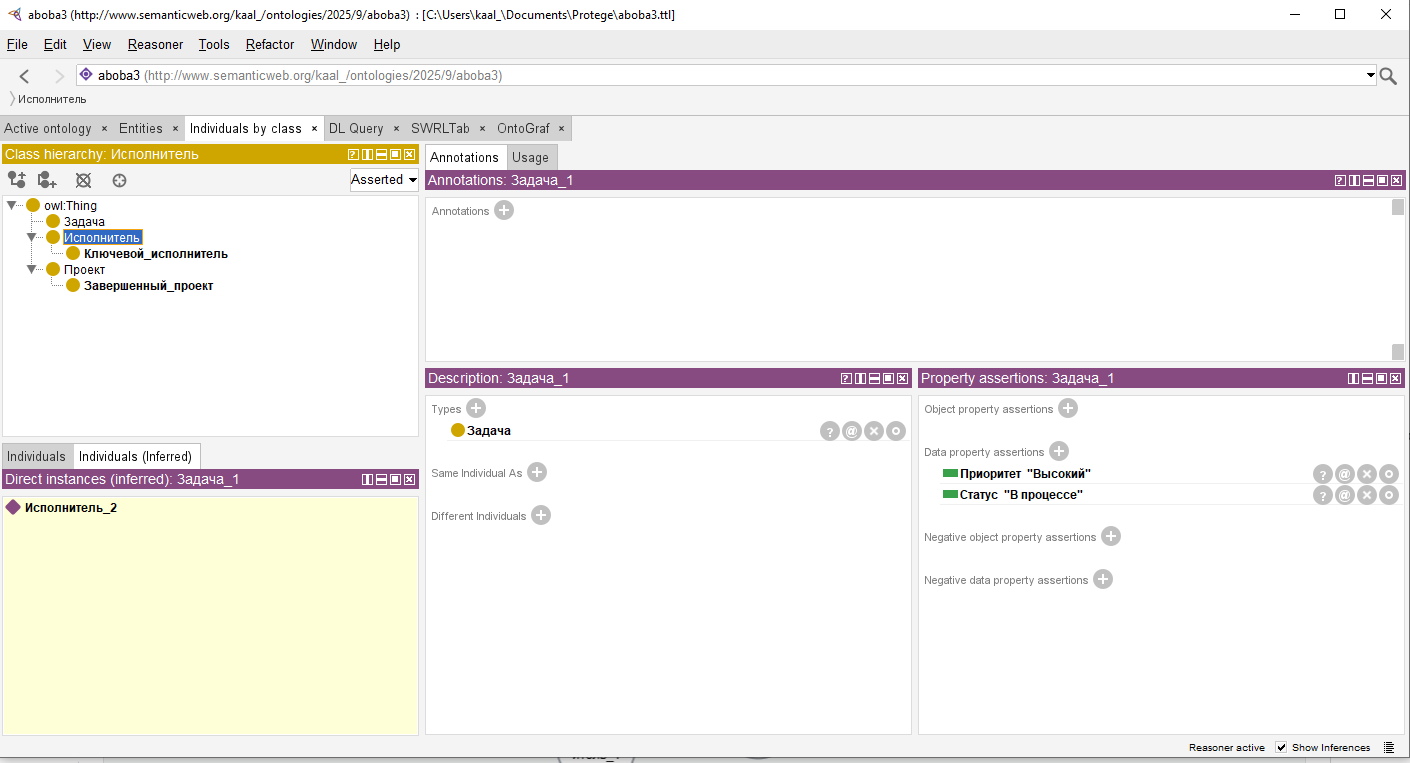 aboba3 (http://www.semanticweb.org/kaal_/ontologies/2025/9/aboba3) : [C:\Users\kaal_\Documents\Protege\aboba3.ttl]
File Edit View Reasoner Tools Refactor Window Help
aboba3 (http://www.semanticweb.org/kaal_/ontologies/2025/9/aboba3)
Исполнитель
Active ontology × Entities × Individuals by class × DL Query × SWRLTab × OntoGraf ×
Class hierarchy: Исполнитель
Asserted
owl:Thing
Задача
Исполнитель
Ключевой_исполнитель
Проект
Завершенный_проект
Individuals Individuals (Inferred)
Direct instances (inferred): Задача_1
Исполнитель_2
Annotations Usage
Annotations: Задача_1
Annotations
Description: Задача_1
Types
Задача
Same Individual As
Different Individuals
Property assertions: Задача_1
Object property assertions
Data property assertions
Приоритет "Высокий"
Статус "В процессе"
Negative object property assertions
Negative data property assertions
Reasoner active Show Inferences